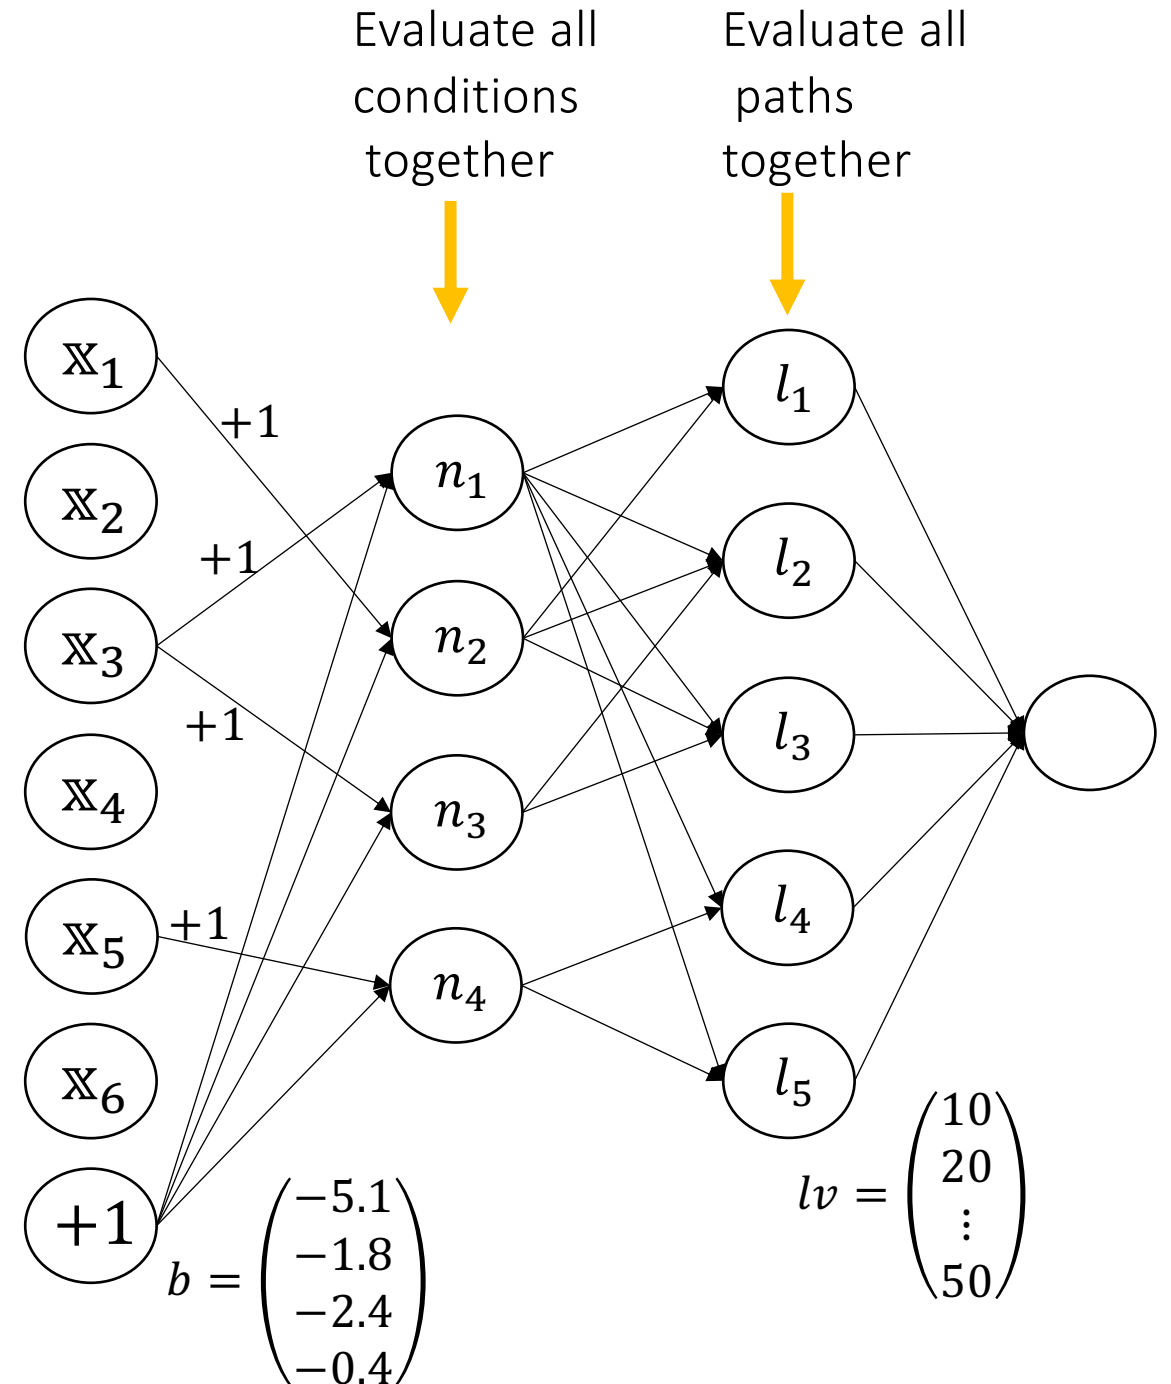 Evaluate all
conditions
together
Evaluate all
paths
together
𝕩₁
𝕩₂
𝕩₃
𝕩₄
𝕩₅
𝕩₆
+1
+1
+1
+1
+1
n₁
n₂
n₃
n₄
l₁
l₂
l₃
l₄
l₅
b =
−5.1
−1.8
−2.4
−0.4
lv =
10
20
⋮
50